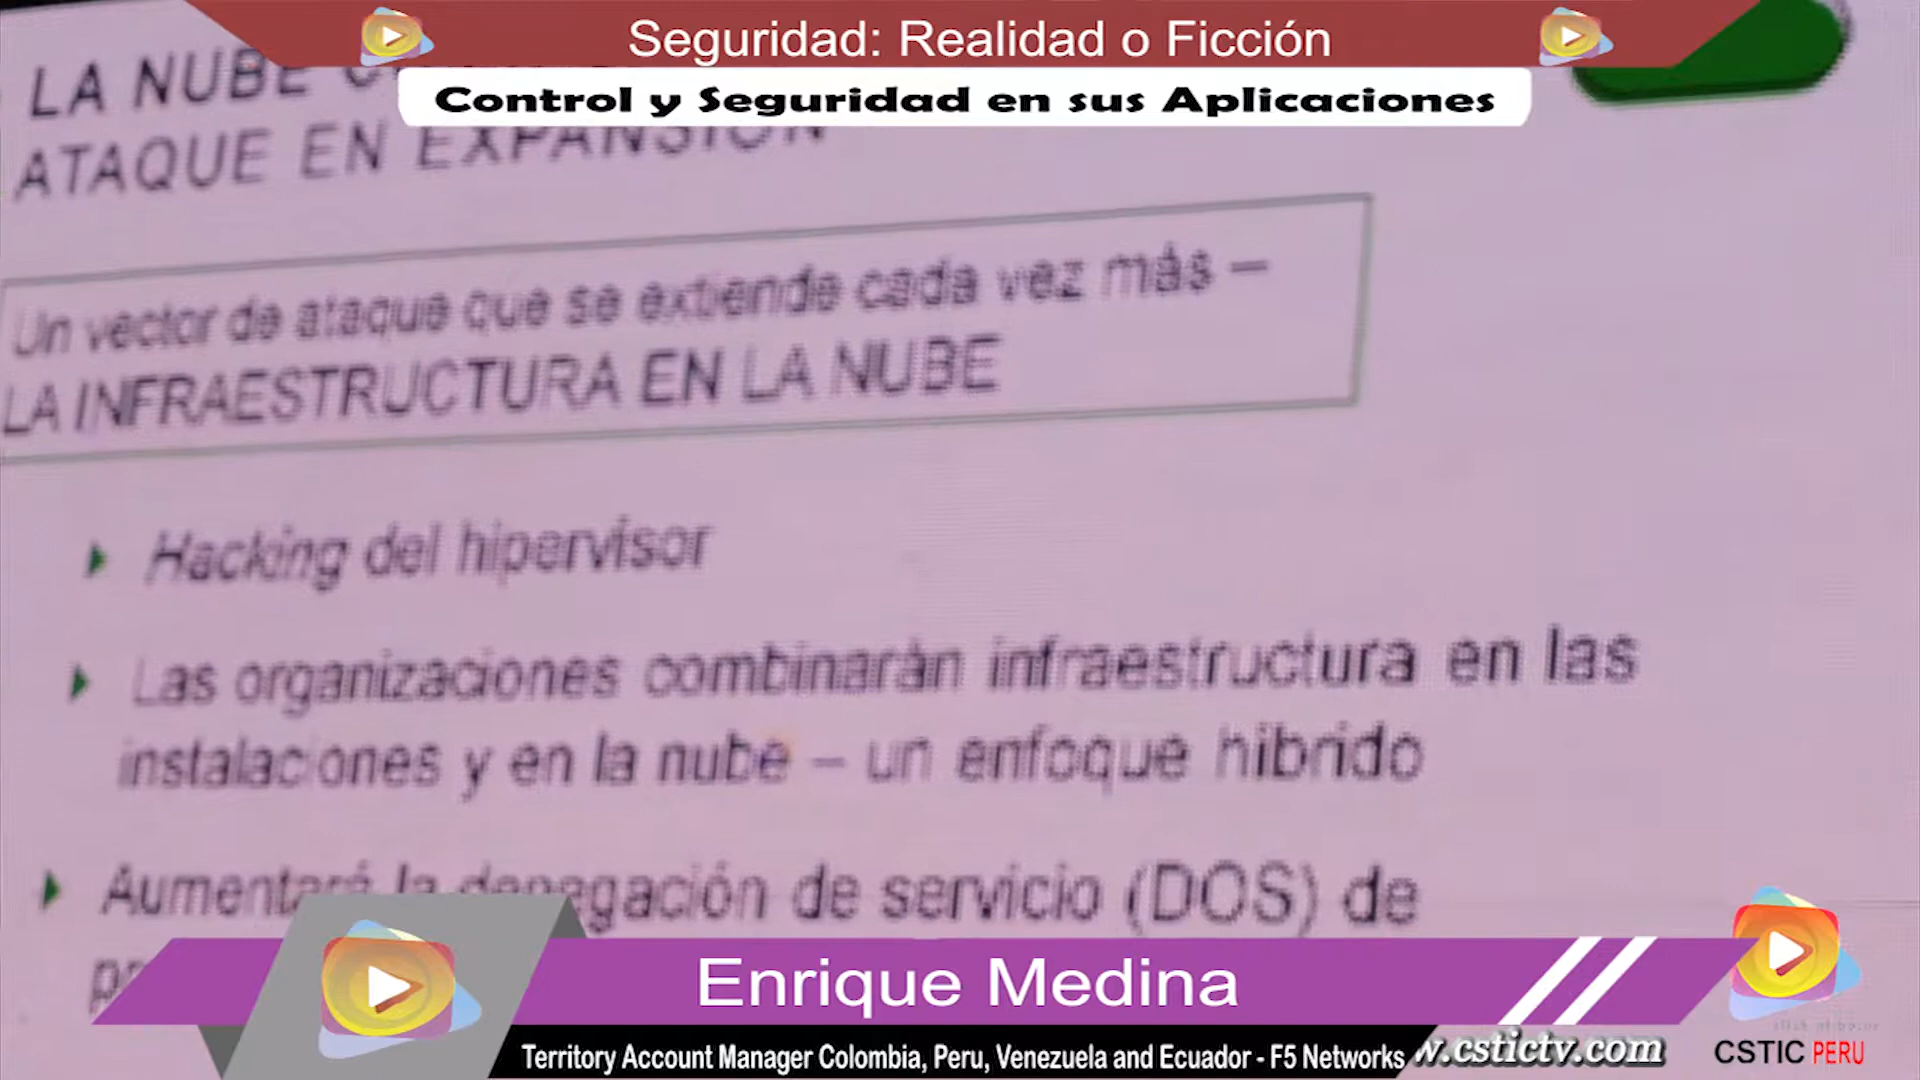 Seguridad: Realidad o Ficción
Control y Seguridad en sus Aplicaciones
LA NUBE
ATAQUE EN EXPANSIÓN
Un vector de ataque que se extiende cada vez más –
LA INFRAESTRUCTURA EN LA NUBE
Hacking del hipervisor
Las organizaciones combinarán infraestructura en las
instalaciones y en la nube – un enfoque hibrido
Aumentará la denegación de servicio (DOS) de
Enrique Medina
Territory Account Manager Colombia, Peru, Venezuela and Ecuador - F5 Networks
w.cstictv.com
CSTIC PERU